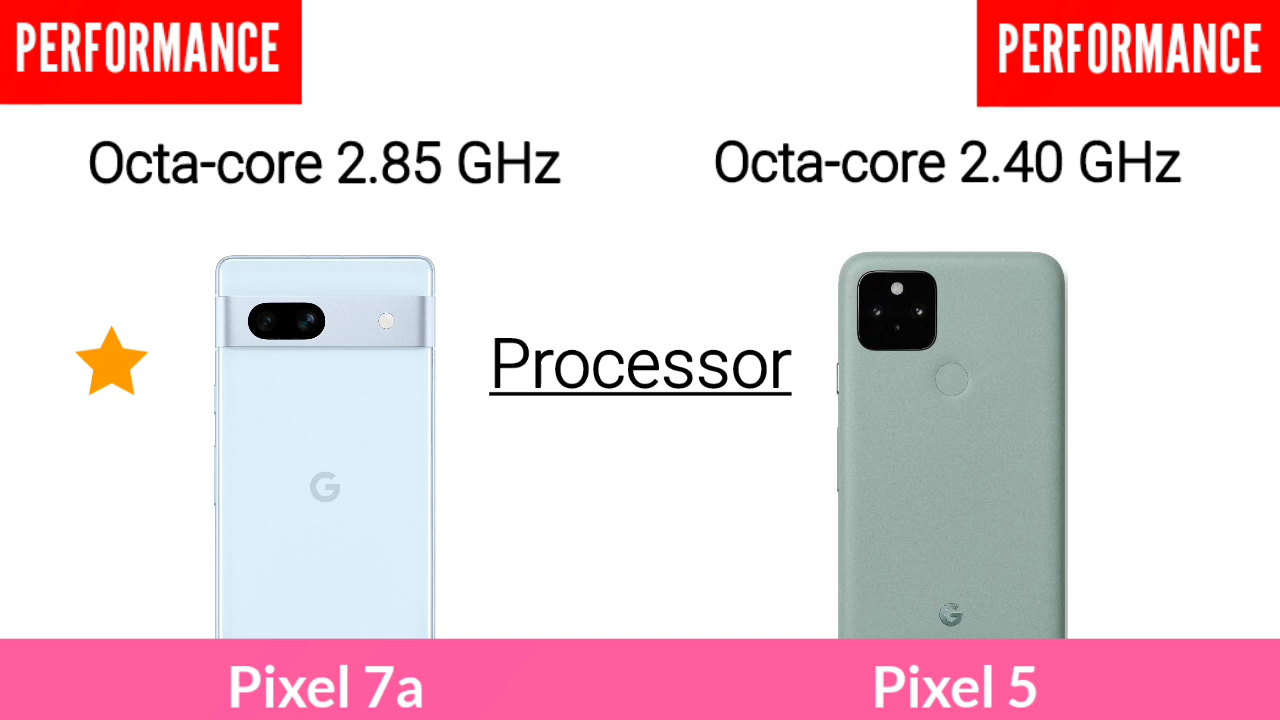 PERFORMANCE
PERFORMANCE
Octa-core 2.85 GHz
Octa-core 2.40 GHz
Processor
G
G
Pixel 7a
Pixel 5